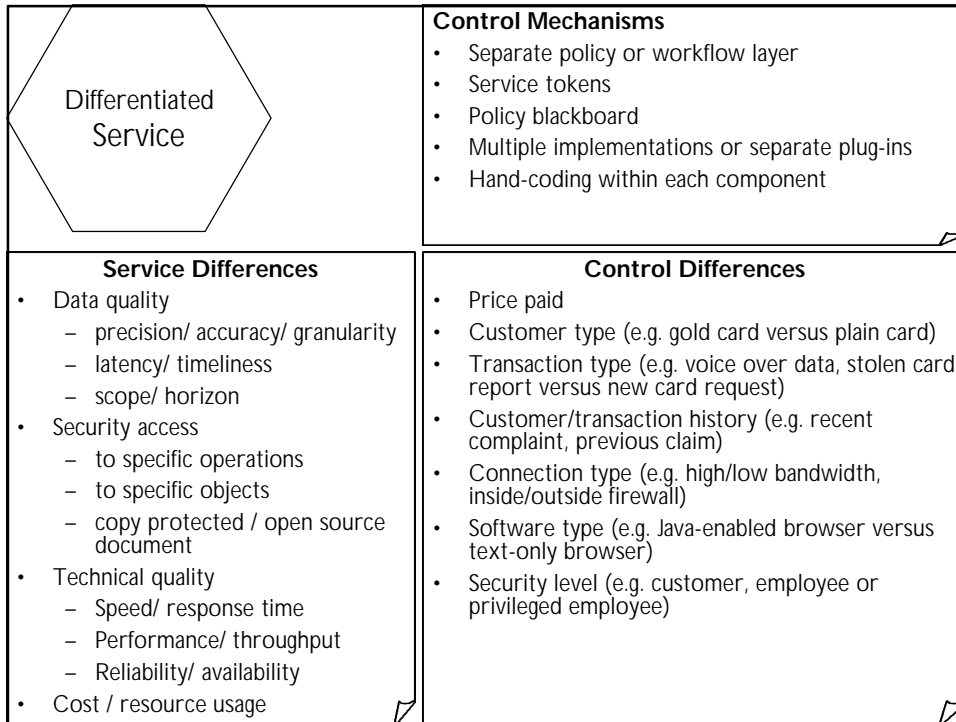 Differentiated
Service
Control Mechanisms
• Separate policy or workflow layer
• Service tokens
• Policy blackboard
• Multiple implementations or separate plug-ins
• Hand-coding within each component
Service Differences
• Data quality
– precision/ accuracy/ granularity
– latency/ timeliness
– scope/ horizon
• Security access
– to specific operations
– to specific objects
– copy protected / open source
document
• Technical quality
– Speed/ response time
– Performance/ throughput
– Reliability/ availability
• Cost / resource usage
Control Differences
• Price paid
• Customer type (e.g. gold card versus plain card)
• Transaction type (e.g. voice over data, stolen card
report versus new card request)
• Customer/transaction history (e.g. recent
complaint, previous claim)
• Connection type (e.g. high/low bandwidth,
inside/outside firewall)
• Software type (e.g. Java-enabled browser versus
text-only browser)
• Security level (e.g. customer, employee or
privileged employee)